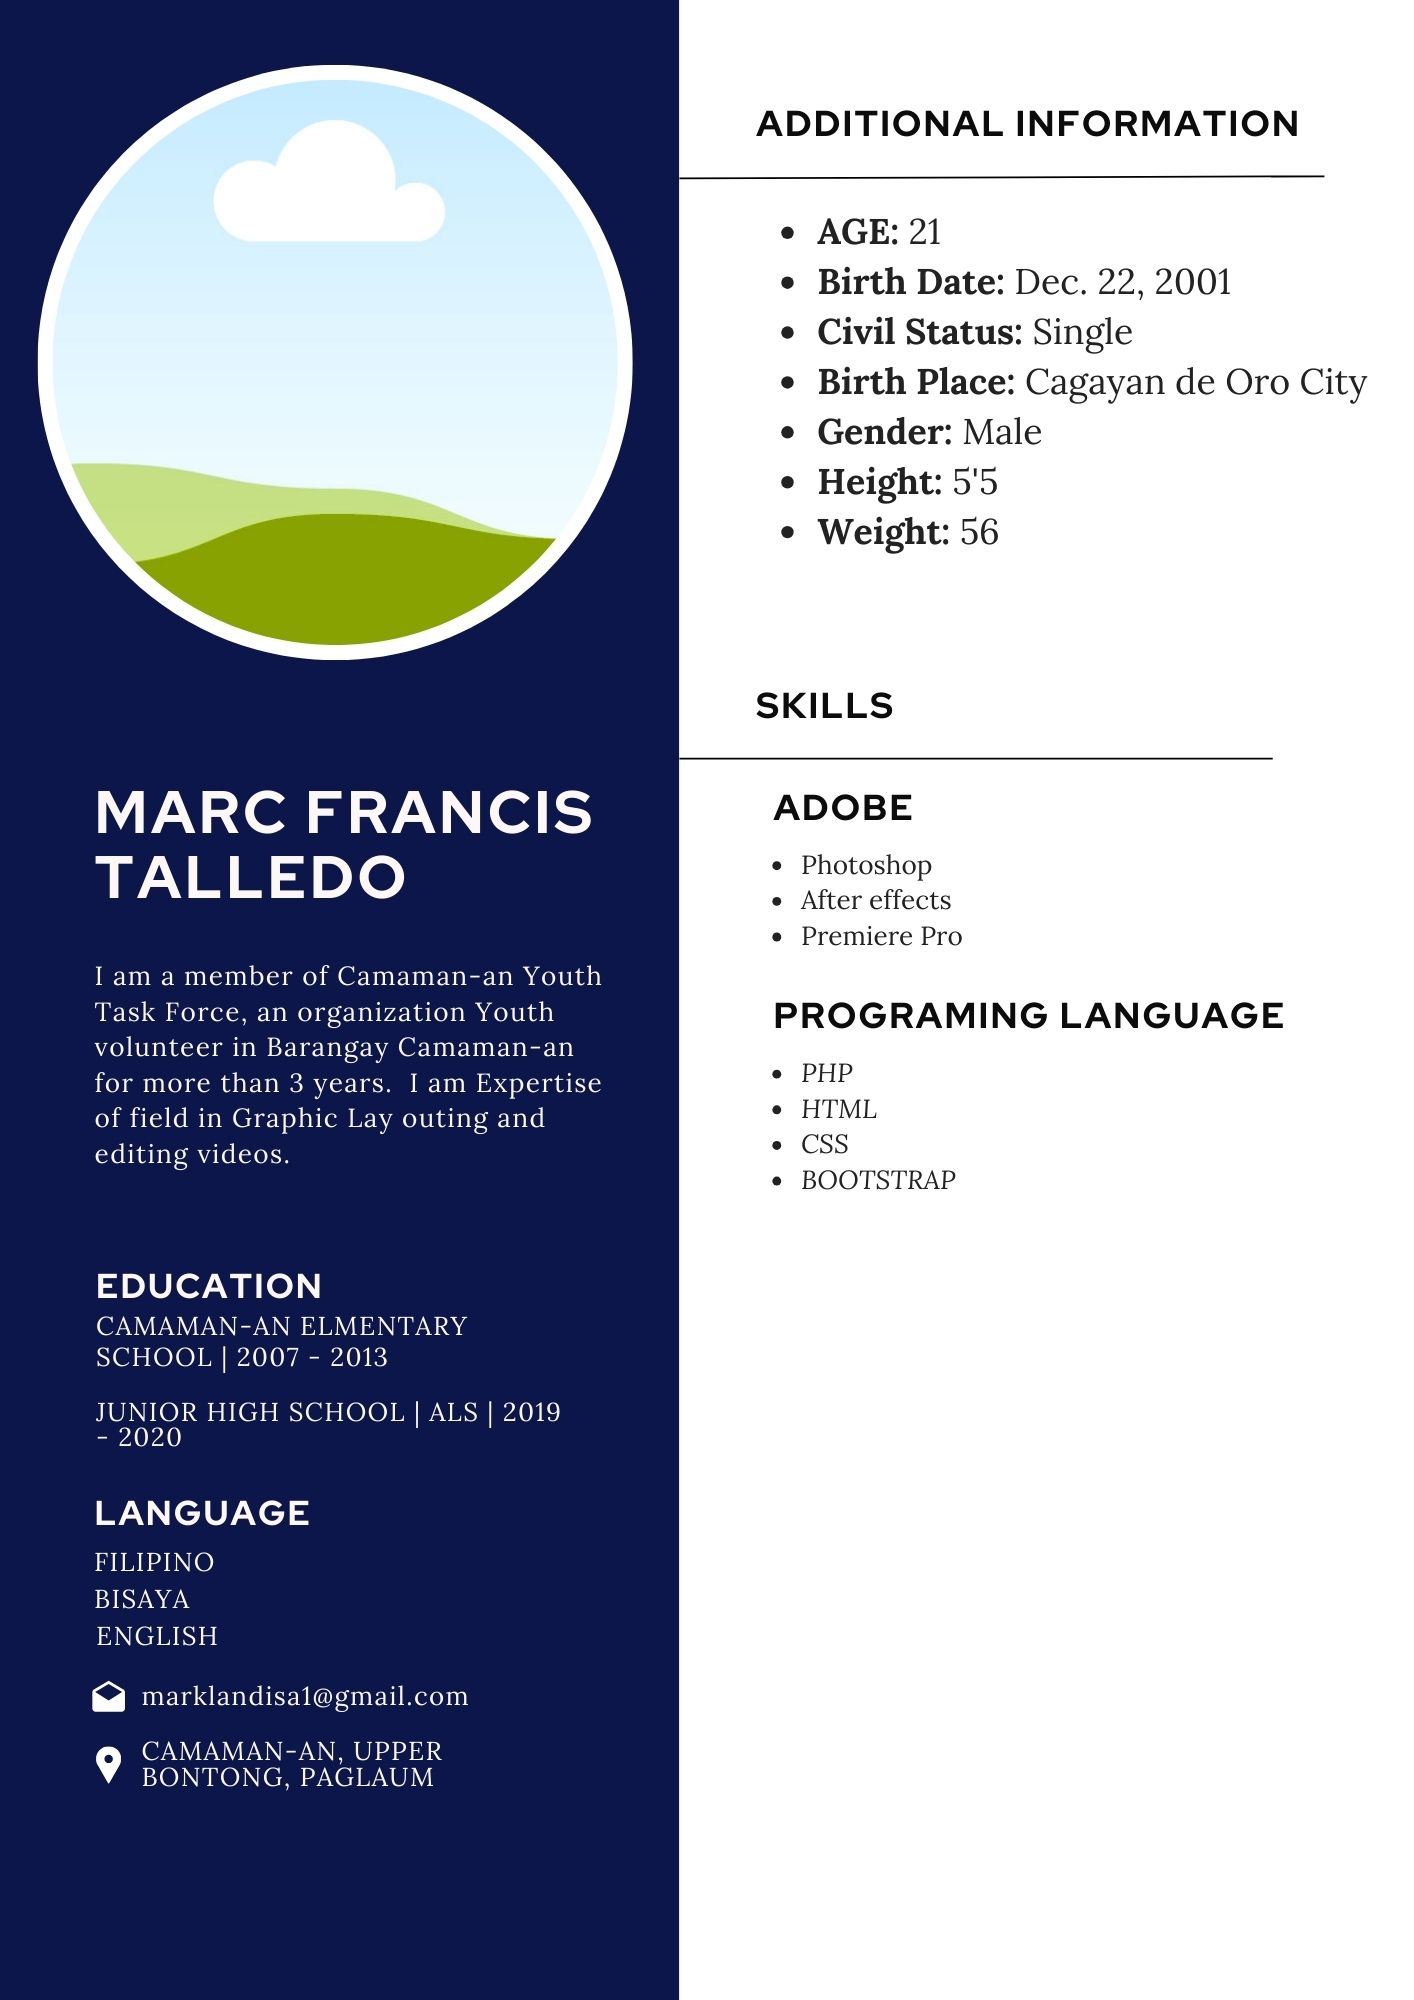 MARC FRANCIS
TALLEDO
I am a member of Camaman-an Youth
Task Force, an organization Youth
volunteer in Barangay Camaman-an
for more than 3 years.  I am Expertise
of field in Graphic Lay outing and
editing videos.
EDUCATION
CAMAMAN-AN ELMENTARY
SCHOOL | 2007 - 2013
JUNIOR HIGH SCHOOL | ALS | 2019
- 2020
LANGUAGE
FILIPINO
BISAYA
ENGLISH
marklandisa1@gmail.com
CAMAMAN-AN, UPPER
BONTONG, PAGLAUM
ADDITIONAL INFORMATION
• AGE: 21
• Birth Date: Dec. 22, 2001
• Civil Status: Single
• Birth Place: Cagayan de Oro City
• Gender: Male
• Height: 5'5
• Weight: 56
SKILLS
ADOBE
• Photoshop
• After effects
• Premiere Pro
PROGRAMING LANGUAGE
• PHP
• HTML
• CSS
• BOOTSTRAP